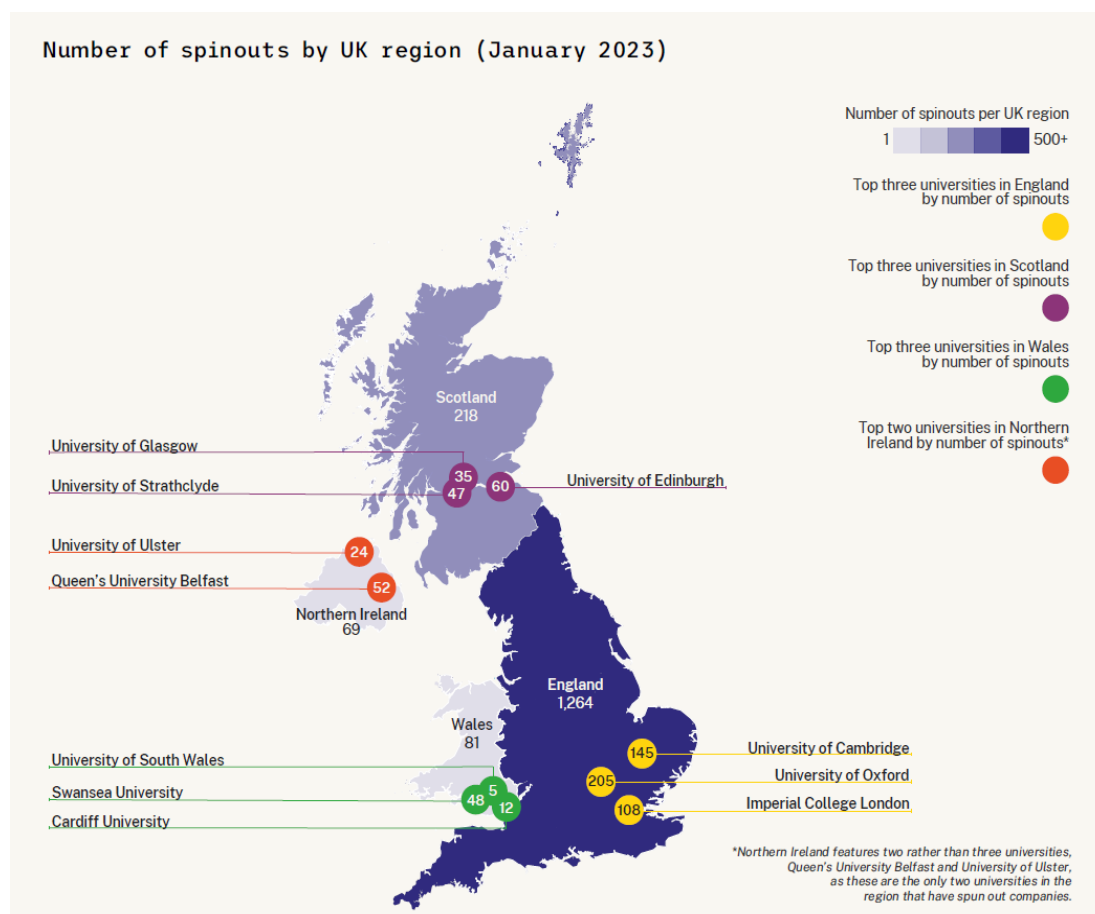 Number of spinouts by UK region (January 2023)
Number of spinouts per UK region
1
500+
Top three universities in England
by number of spinouts
Top three universities in Scotland
by number of spinouts
Top three universities in Wales
by number of spinouts
Top two universities in Northern
Ireland by number of spinouts*
Scotland
218
University of Glasgow
35
University of Strathclyde
47
60
University of Edinburgh
University of Ulster
24
Queen's University Belfast
52
Northern Ireland
69
England
1,264
Wales
81
University of South Wales
5
Swansea University
48
12
Cardiff University
145
University of Cambridge
205
University of Oxford
108
Imperial College London
*Northern Ireland features two rather than three universities,
Queen's University Belfast and University of Ulster,
as these are the only two universities in the
region that have spun out companies.